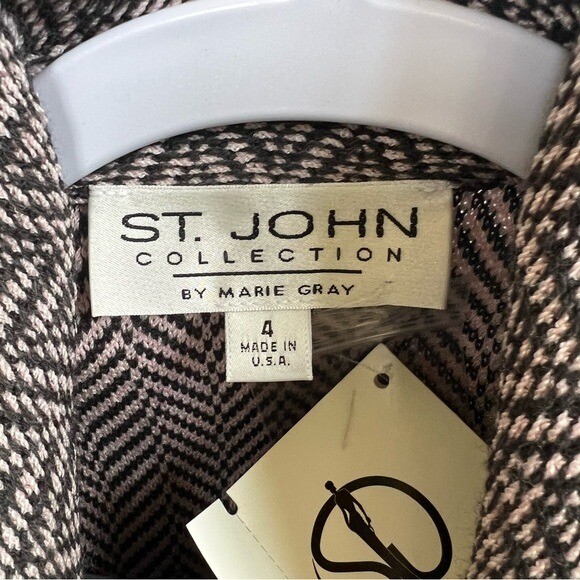 ST. JOHN
COLLECTION
BY MARIE GRAY
4
MADE IN
U.S.A.